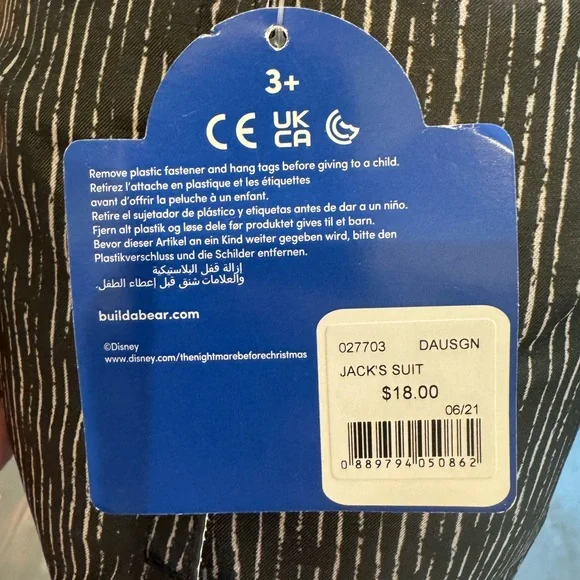 3+
CE UK
CA
Remove plastic fastener and hang tags before giving to a child.
Retirez l'attache en plastique et les étiquettes
avant d'offrir la peluche à un enfant.
Retire el sujetador de plástico y etiquetas antes de dar a un niño.
Fjern alt plastik og løse dele før produktet gives til et barn.
Bevor dieser Artikel an ein Kind weiter gegeben wird, bitte den
Plastikverschluss und die Schilder entfernen.
إزالة قفل البلاستيكية
والعلامات شنق قبل إعطاء الطفل.
buildabear.com
©Disney
www.disney.com/thenightmarebeforechristmas
027703 DAUSGN
JACK'S SUIT
$18.00
06/21
0 889794 050862